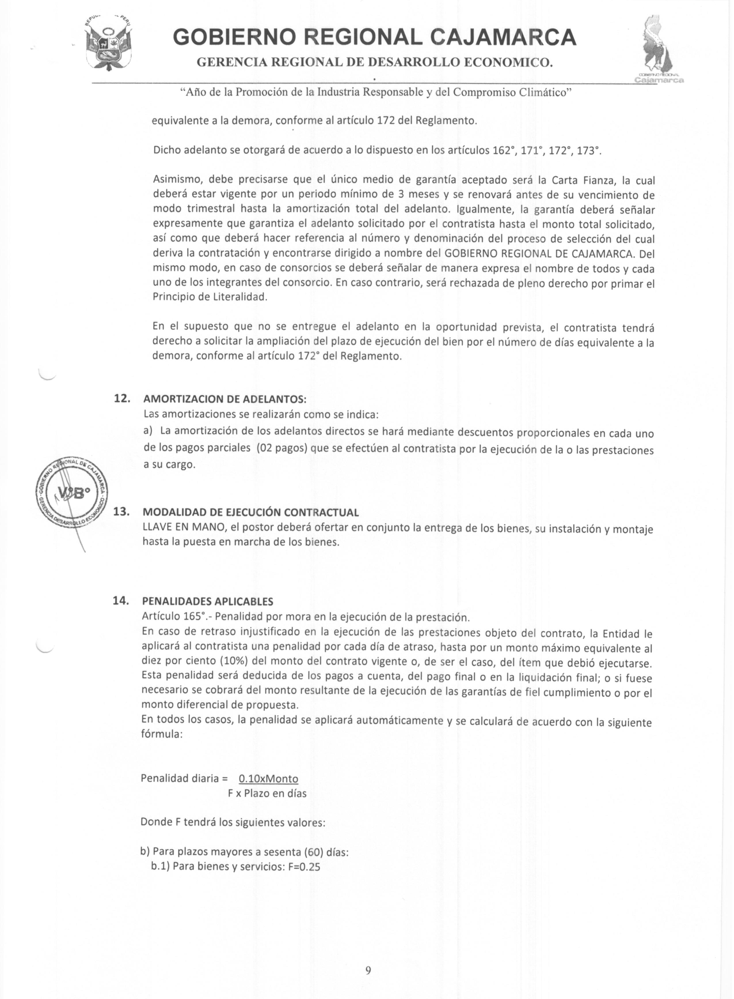 GOBIERNO REGIONAL CAJAMARCA
GERENCIA REGIONAL DE DESARROLLO ECONOMICO.
GOBIERNO REGIONAL
Cajamarca
“Año de la Promoción de la Industria Responsable y del Compromiso Climático”
equivalente a la demora, conforme al artículo 172 del Reglamento.
Dicho adelanto se otorgará de acuerdo a lo dispuesto en los artículos 162°, 171°, 172°, 173°.
Asimismo, debe precisarse que el único medio de garantía aceptado será la Carta Fianza, la cual
deberá estar vigente por un periodo mínimo de 3 meses y se renovará antes de su vencimiento de
modo trimestral hasta la amortización total del adelanto. Igualmente, la garantía deberá señalar
expresamente que garantiza el adelanto solicitado por el contratista hasta el monto total solicitado,
así como que deberá hacer referencia al número y denominación del proceso de selección del cual
deriva la contratación y encontrarse dirigido a nombre del GOBIERNO REGIONAL DE CAJAMARCA. Del
mismo modo, en caso de consorcios se deberá señalar de manera expresa el nombre de todos y cada
uno de los integrantes del consorcio. En caso contrario, será rechazada de pleno derecho por primar el
Principio de Literalidad.
En el supuesto que no se entregue el adelanto en la oportunidad prevista, el contratista tendrá
derecho a solicitar la ampliación del plazo de ejecución del bien por el número de días equivalente a la
demora, conforme al artículo 172° del Reglamento.
12. AMORTIZACION DE ADELANTOS:
Las amortizaciones se realizarán como se indica:
a) La amortización de los adelantos directos se hará mediante descuentos proporcionales en cada uno
de los pagos parciales (02 pagos) que se efectúen al contratista por la ejecución de la o las prestaciones
a su cargo.
GOBIERNO REGIONAL DE CAJAMARCA
V°B°
GERENCIA DESARROLLO ECONOMICO
13. MODALIDAD DE EJECUCIÓN CONTRACTUAL
LLAVE EN MANO, el postor deberá ofertar en conjunto la entrega de los bienes, su instalación y montaje
hasta la puesta en marcha de los bienes.
14. PENALIDADES APLICABLES
Artículo 165°.- Penalidad por mora en la ejecución de la prestación.
En caso de retraso injustificado en la ejecución de las prestaciones objeto del contrato, la Entidad le
aplicará al contratista una penalidad por cada día de atraso, hasta por un monto máximo equivalente al
diez por ciento (10%) del monto del contrato vigente o, de ser el caso, del ítem que debió ejecutarse.
Esta penalidad será deducida de los pagos a cuenta, del pago final o en la liquidación final; o si fuese
necesario se cobrará del monto resultante de la ejecución de las garantías de fiel cumplimiento o por el
monto diferencial de propuesta.
En todos los casos, la penalidad se aplicará automáticamente y se calculará de acuerdo con la siguiente
fórmula:
Penalidad diaria = 0.10xMonto
F x Plazo en días
Donde F tendrá los siguientes valores:
b) Para plazos mayores a sesenta (60) días:
b.1) Para bienes y servicios: F=0.25
9